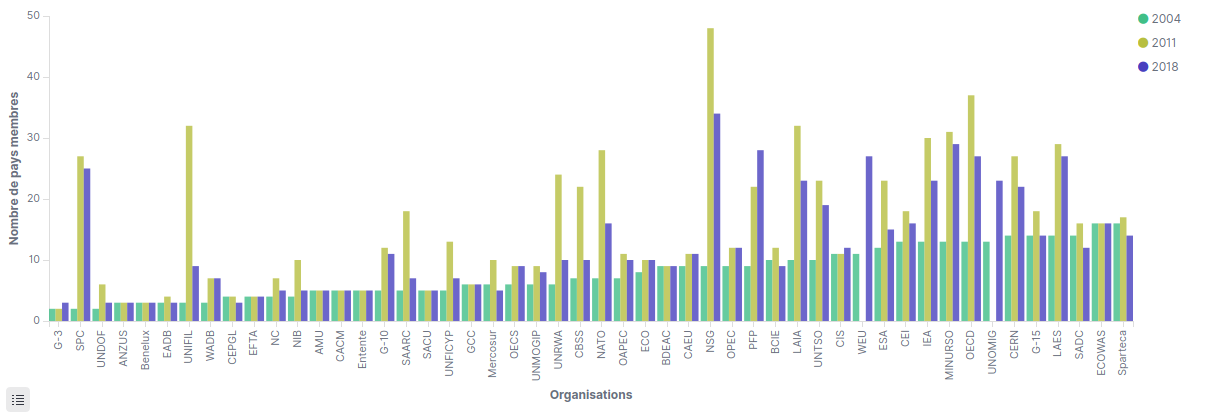 50
40
30
20
10
0
Nombre de pays membres
G-3
SPC
UNDOF
ANZUS
Benelux
EADB
UNIFIL
WADB
CEPGL
EFTA
NC
NIB
AMU
CACM
Entente
G-10
SAARC
SACU
UNFICYP
GCC
Mercosur
OECS
UNMOGIP
UNRWA
CBSS
NATO
OAPEC
ECO
BDEAC
CAEU
NSG
OPEC
PFP
BCIE
LAIA
UNTSO
CIS
WEU
ESA
CEI
IEA
MINURSO
OECD
UNOMIG
CERN
G-15
LAES
SADC
ECOWAS
Sparteca
Organisations
2004
2011
2018